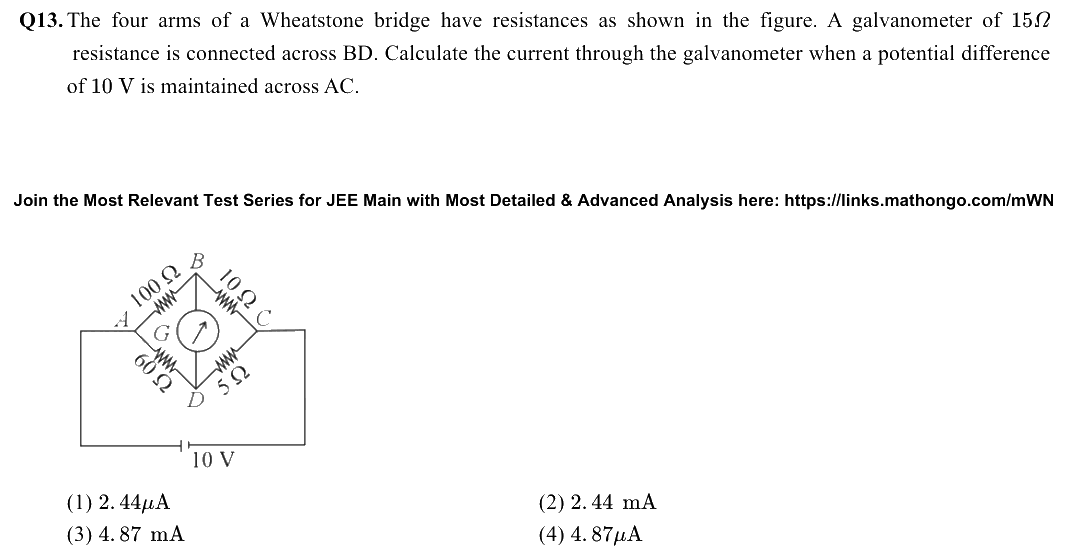 Q13. The four arms of a Wheatstone bridge have resistances as shown in the figure. A galvanometer of 15Ω
resistance is connected across BD. Calculate the current through the galvanometer when a potential difference
of 10 V is maintained across AC.
Join the Most Relevant Test Series for JEE Main with Most Detailed & Advanced Analysis here: https://links.mathongo.com/mWN
B
100 Ω
10 Ω
A
C
G
60 Ω
5 Ω
D
10 V
(1) 2.44μA
(2) 2.44 mA
(3) 4.87 mA
(4) 4.87μA